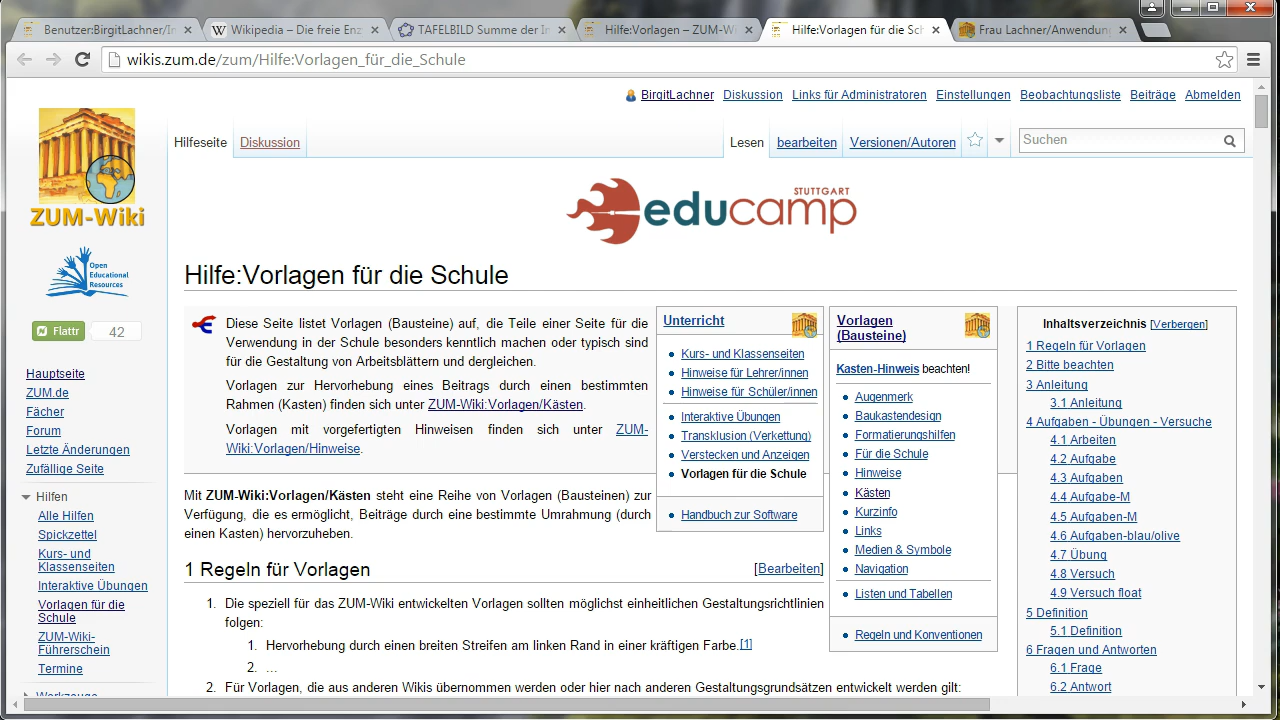 Benutzer:BirgitLachner/In
Wikipedia – Die freie Enz
TAFELBILD Summe der In
Hilfe:Vorlagen – ZUM-Wi
Hilfe:Vorlagen für die Sch
Frau Lachner/Anwendung
wikis.zum.de/zum/Hilfe:Vorlagen_für_die_Schule
BirgitLachner Diskussion Links für Administratoren Einstellungen Beobachtungsliste Beiträge Abmelden
Hilfeseite Diskussion Lesen bearbeiten Versionen/Autoren Suchen
ZUM-Wiki
Open
Educational
Resources
Flattr 42
Hauptseite
ZUM.de
Fächer
Forum
Letzte Änderungen
Zufällige Seite
Hilfen
Alle Hilfen
Spickzettel
Kurs- und
Klassenseiten
Interaktive Übungen
Vorlagen für die
Schule
ZUM-Wiki-
Führerschein
Termine
Werkzeuge
STUTTGART
educamp
Hilfe:Vorlagen für die Schule
Diese Seite listet Vorlagen (Bausteine) auf, die Teile einer Seite für die
Verwendung in der Schule besonders kenntlich machen oder typisch sind
für die Gestaltung von Arbeitsblättern und dergleichen.
Vorlagen zur Hervorhebung eines Beitrags durch einen bestimmten
Rahmen (Kasten) finden sich unter ZUM-Wiki:Vorlagen/Kästen.
Vorlagen mit vorgefertigten Hinweisen finden sich unter ZUM-
Wiki:Vorlagen/Hinweise.
Mit ZUM-Wiki:Vorlagen/Kästen steht eine Reihe von Vorlagen (Bausteinen) zur
Verfügung, die es ermöglicht, Beiträge durch eine bestimmte Umrahmung (durch
einen Kasten) hervorzuheben.
1 Regeln für Vorlagen [Bearbeiten]
1. Die speziell für das ZUM-Wiki entwickelten Vorlagen sollten möglichst einheitlichen Gestaltungsrichtlinien
folgen:
1. Hervorhebung durch einen breiten Streifen am linken Rand in einer kräftigen Farbe.[1]
2. ...
2. Für Vorlagen, die aus anderen Wikis übernommen werden oder hier nach anderen Gestaltungsgrundsätzen entwickelt werden gilt:
Unterricht
Kurs- und Klassenseiten
Hinweise für Lehrer/innen
Hinweise für Schüler/innen
Interaktive Übungen
Transklusion (Verkettung)
Verstecken und Anzeigen
Vorlagen für die Schule
Handbuch zur Software
Vorlagen
(Bausteine)
Kasten-Hinweis beachten!
Augenmerk
Baukastendesign
Formatierungshilfen
Für die Schule
Hinweise
Kästen
Kurzinfo
Links
Medien & Symbole
Navigation
Listen und Tabellen
Regeln und Konventionen
Inhaltsverzeichnis [Verbergen]
1 Regeln für Vorlagen
2 Bitte beachten
3 Anleitung
3.1 Anleitung
4 Aufgaben - Übungen - Versuche
4.1 Arbeiten
4.2 Aufgabe
4.3 Aufgaben
4.4 Aufgabe-M
4.5 Aufgaben-M
4.6 Aufgaben-blau/olive
4.7 Übung
4.8 Versuch
4.9 Versuch float
5 Definition
5.1 Definition
6 Fragen und Antworten
6.1 Frage
6.2 Antwort